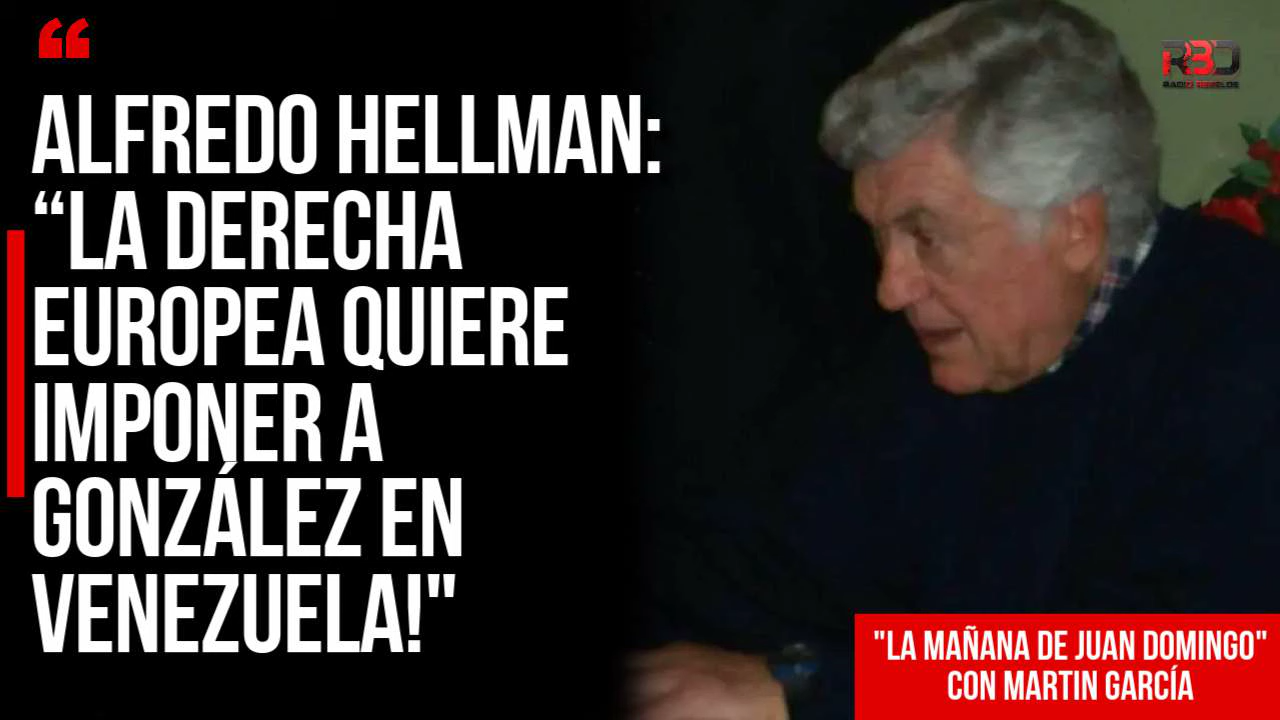 “
ALFREDO HELLMAN:
“LA DERECHA
EUROPEA QUIERE
IMPONER A
GONZÁLEZ EN
VENEZUELA!"
RBD
"LA MAÑANA DE JUAN DOMINGO"
CON MARTIN GARCÍA